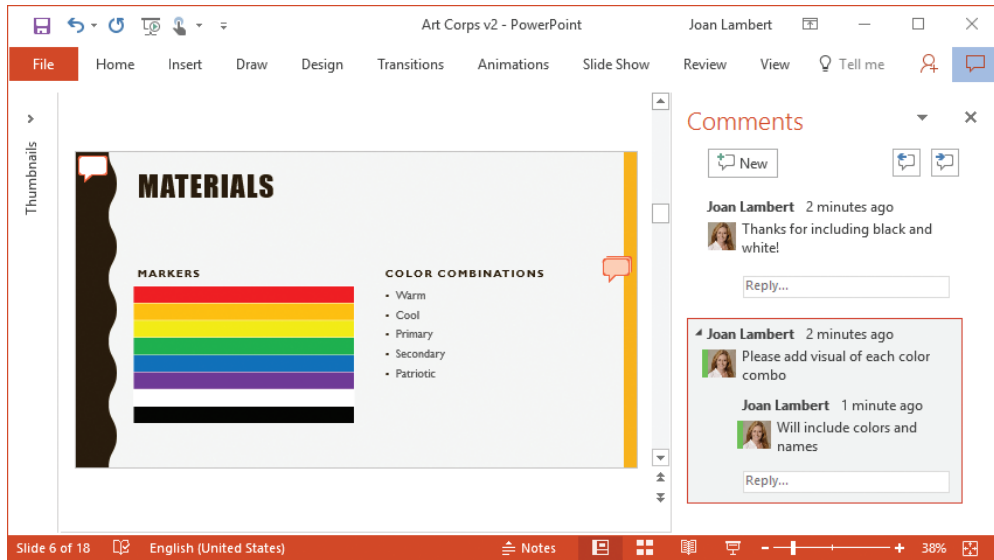 Art Corps v2 - PowerPoint
Joan Lambert
File Home Insert Draw Design Transitions Animations Slide Show Review View Tell me
Thumbnails
MATERIALS
MARKERS
COLOR COMBINATIONS
• Warm
• Cool
• Primary
• Secondary
• Patriotic
Comments
New
Joan Lambert 2 minutes ago
Thanks for including black and
white!
Reply...
Joan Lambert 2 minutes ago
Please add visual of each color
combo
Joan Lambert 1 minute ago
Will include colors and
names
Reply...
Slide 6 of 18 English (United States) Notes 38%